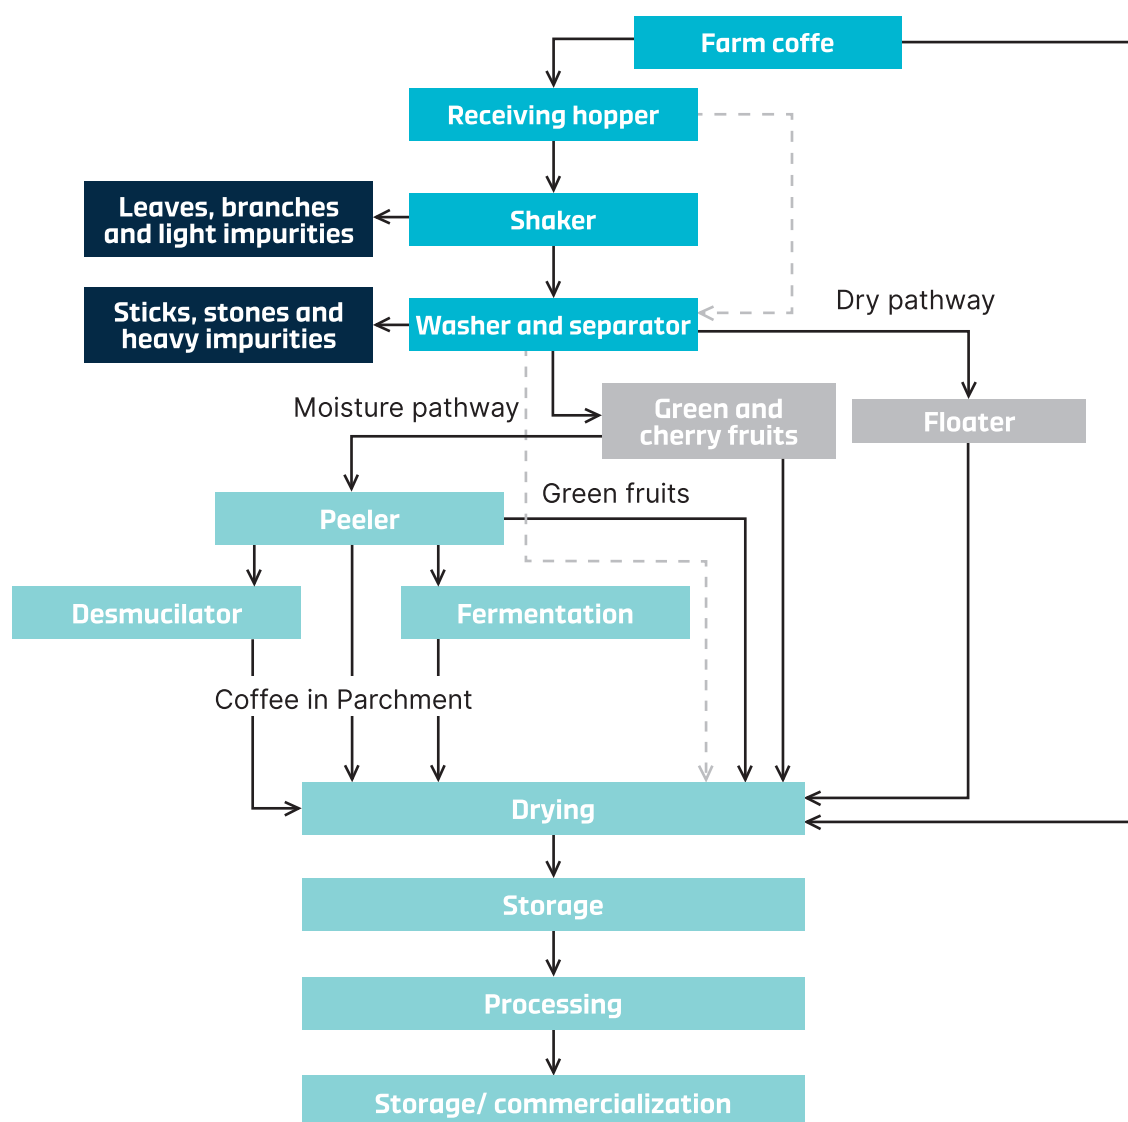 Farm coffe
Receiving hopper
Leaves, branches
and light impurities
Shaker
Sticks, stones and
heavy impurities
Washer and separator
Dry pathway
Moisture pathway
Green and
cherry fruits
Floater
Green fruits
Peeler
Desmucilator
Fermentation
Coffee in Parchment
Drying
Storage
Processing
Storage/ commercialization